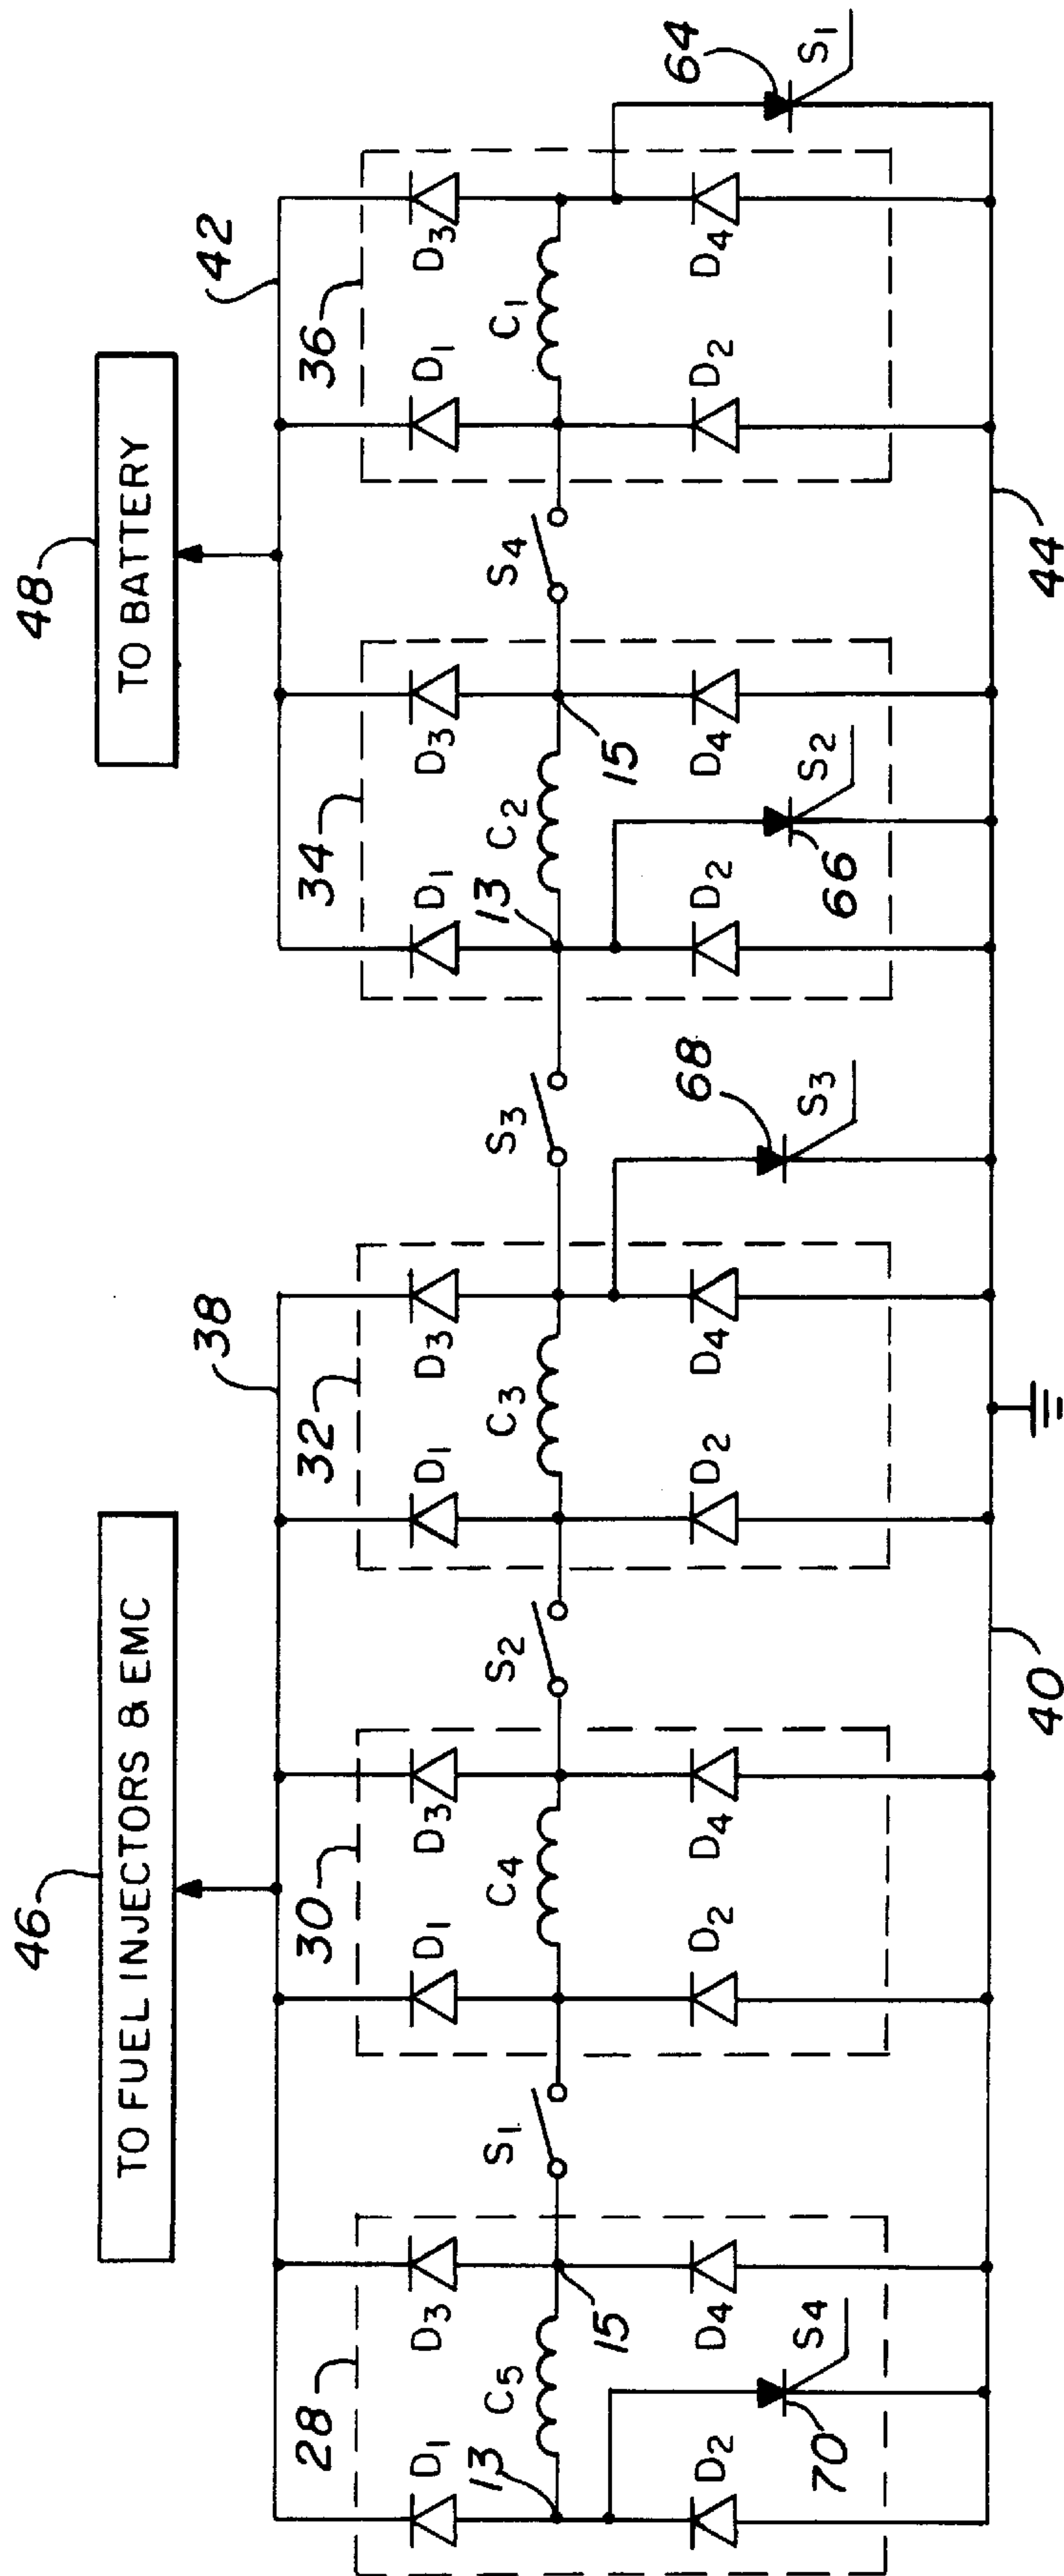 46
48
TO FUEL INJECTORS & EMC
TO BATTERY
38
42
28
30
32
34
36
D1
D3
D1
D3
D1
D3
D1
D3
D1
D3
13
C5
S1
C4
S2
C3
S3
13
C2
S4
C1
15
15
D2
D4
D2
D4
D2
D4
D2
D4
D2
D4
70
S4
68
S3
66
S2
64
S1
40
44